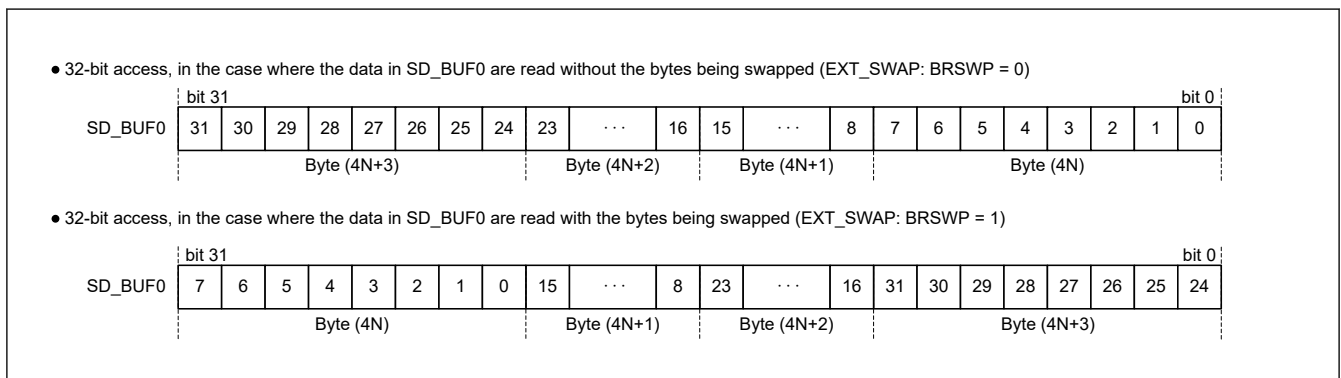 ● 32-bit access, in the case where the data in SD_BUF0 are read without the bytes being swapped (EXT_SWAP: BRSWP = 0)
bit 31 bit 0
SD_BUF0 31 30 29 28 27 26 25 24 23 · · · 16 15 · · · 8 7 6 5 4 3 2 1 0
Byte (4N+3) Byte (4N+2) Byte (4N+1) Byte (4N)
● 32-bit access, in the case where the data in SD_BUF0 are read with the bytes being swapped (EXT_SWAP: BRSWP = 1)
bit 31 bit 0
SD_BUF0 7 6 5 4 3 2 1 0 15 · · · 8 23 · · · 16 31 30 29 28 27 26 25 24
Byte (4N) Byte (4N+1) Byte (4N+2) Byte (4N+3)